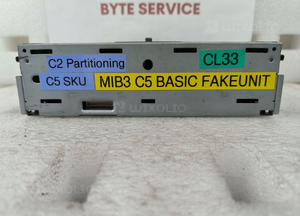 BYTE SERVICE
C2 Partitioning
CL33
C5 SKU
MIB3 C5 BASIC FAKEUNIT